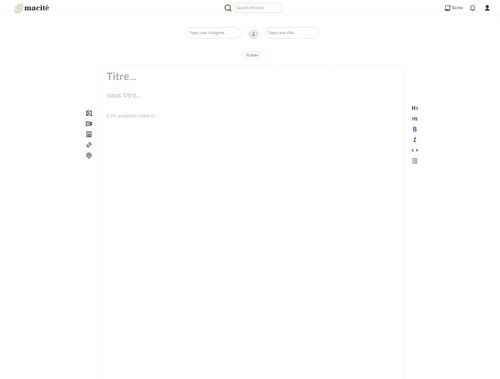 macité
Search Amacité
Écrire
Tapez une catégorie...
Tapez une ville...
Publier
Titre...
sous titre...
Écris quelque chose ici...
H1
H2
B
I